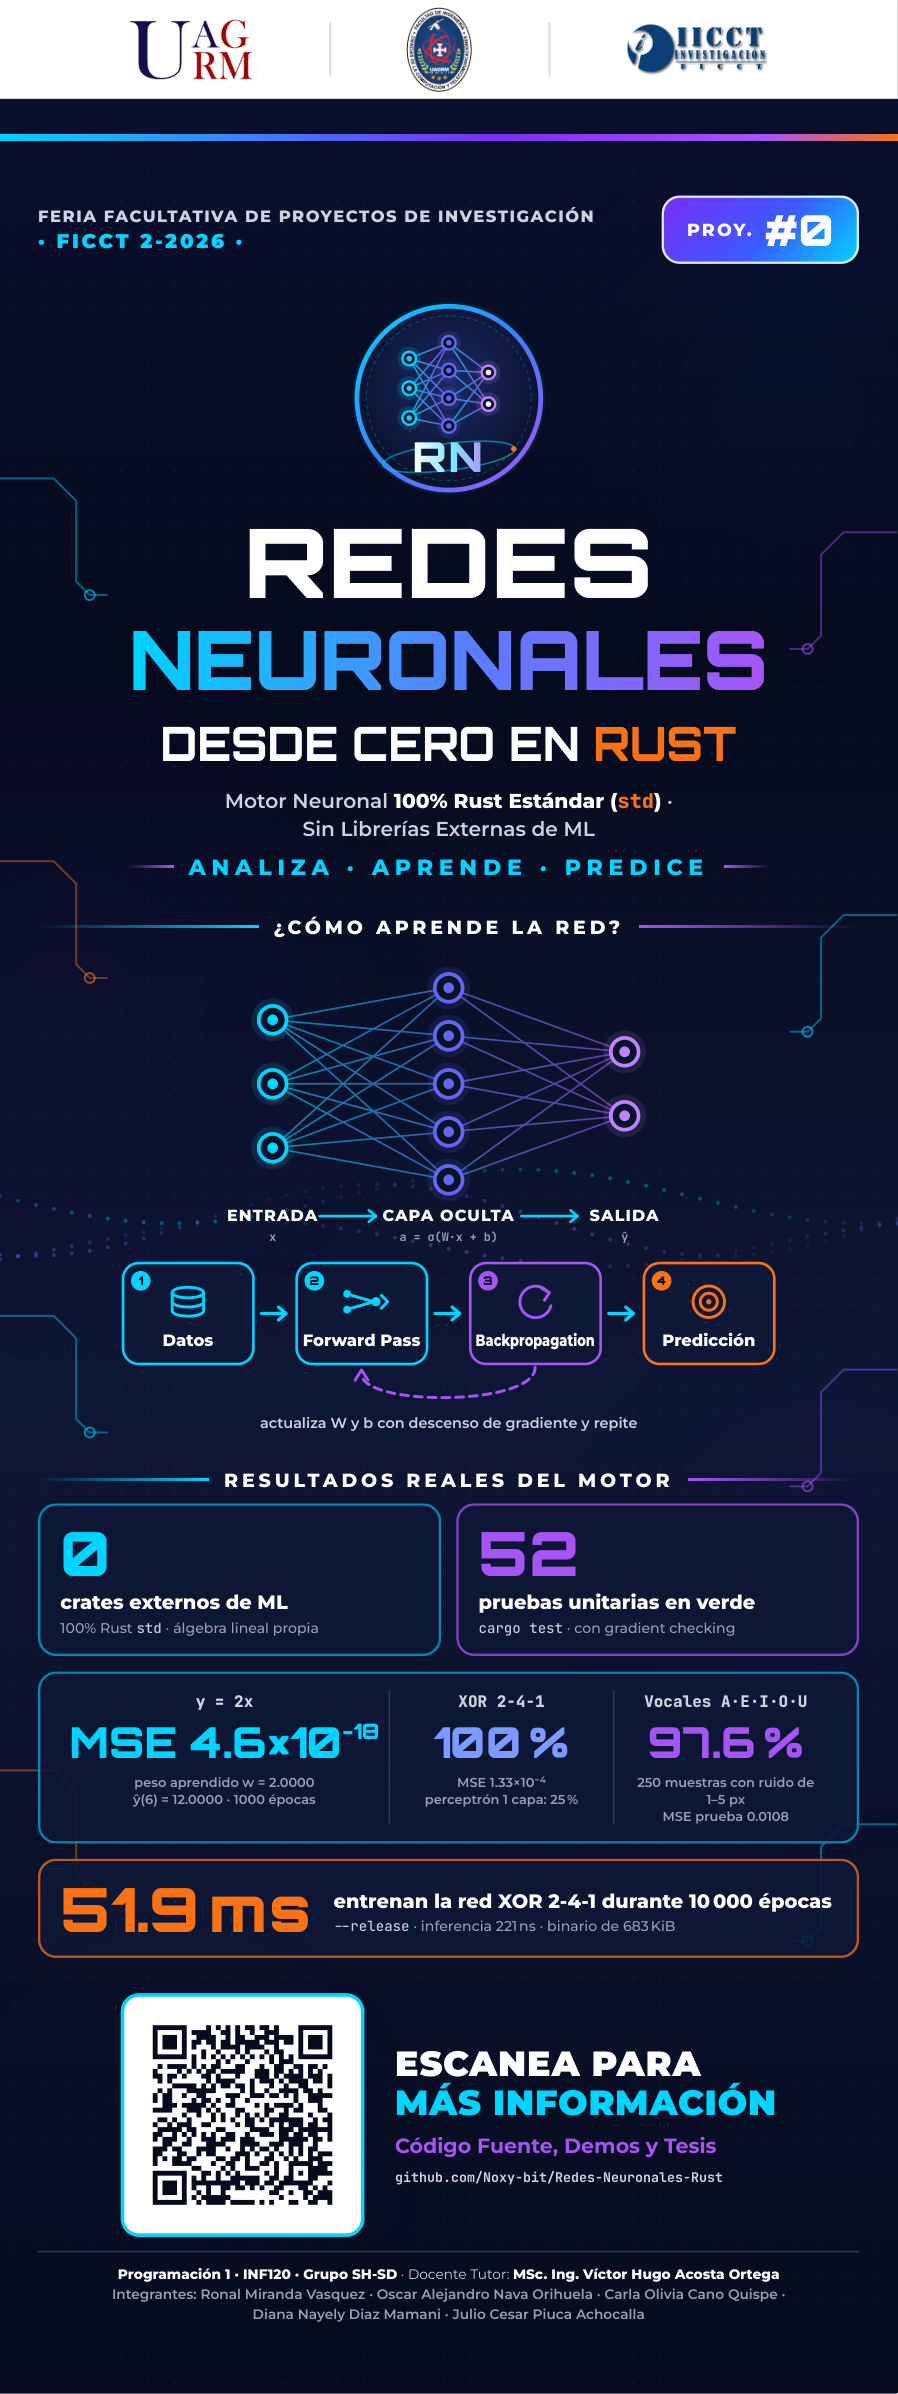 UAGRM
IICCT
INVESTIGACIÓN
FICCT
FERIA FACULTATIVA DE PROYECTOS DE INVESTIGACIÓN
• FICCT 2-2026 •
PROY. #0
RN
REDES
NEURONALES
DESDE CERO EN RUST
Motor Neuronal 100% Rust Estándar (std) ·
Sin Librerías Externas de ML
ANALIZA · APRENDE · PREDICE
¿CÓMO APRENDE LA RED?
ENTRADA CAPA OCULTA SALIDA
x a = σ(W·x + b) ŷ
1 2 3 4
Datos Forward Pass Backpropagation Predicción
actualiza W y b con descenso de gradiente y repite
RESULTADOS REALES DEL MOTOR
0
crates externos de ML
100% Rust std · álgebra lineal propia
52
pruebas unitarias en verde
cargo test · con gradient checking
y = 2x
MSE 4.6×10⁻¹⁸
peso aprendido w = 2.0000
ŷ(6) = 12.0000 · 1000 épocas
XOR 2-4-1
100 %
MSE 1.33×10⁻⁴
perceptrón 1 capa: 25 %
Vocales A·E·I·O·U
97.6 %
250 muestras con ruido de
1–5 px
MSE prueba 0.0108
51.9 ms
entrenan la red XOR 2-4-1 durante 10 000 épocas
--release · inferencia 221 ns · binario de 683 KiB
ESCANEA PARA
MÁS INFORMACIÓN
Código Fuente, Demos y Tesis
github.com/Noxy-bit/Redes-Neuronales-Rust
Programación 1 • INF120 • Grupo SH-SD · Docente Tutor: MSc. Ing. Víctor Hugo Acosta Ortega
Integrantes: Ronal Miranda Vasquez · Oscar Alejandro Nava Orihuela · Carla Olivia Cano Quispe ·
Diana Nayely Diaz Mamani · Julio Cesar Piuca Achocalla